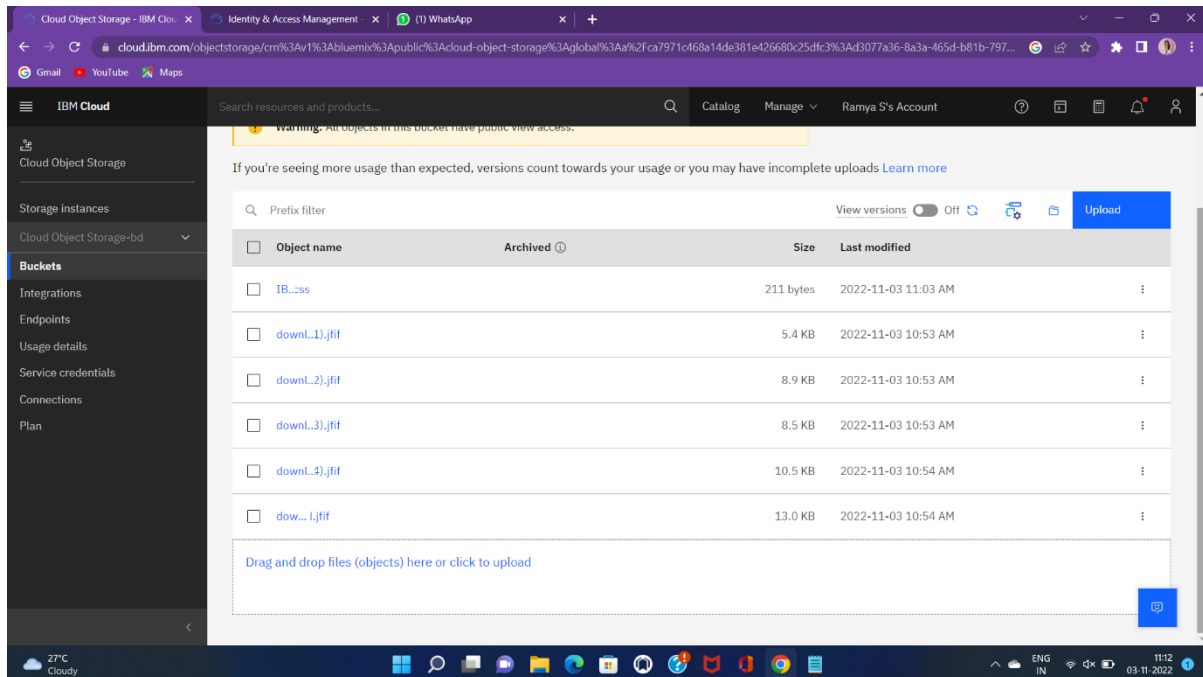 Cloud Object Storage - IBM Clou × Identity & Access Management - × (1) WhatsApp × +
cloud.ibm.com/objectstorage/crn%3Av1%3Abluemix%3Apublic%3Acloud-object-storage%3Aglobal%3Aa%2Fca7971c468a14de381e426680c25dfc3%3Ad3077a36-8a3a-465d-b81b-797...
Gmail YouTube Maps
IBM Cloud Search resources and products... Catalog Manage Ramya S's Account
Warning: All objects in this bucket have public view access.
Cloud Object Storage
If you're seeing more usage than expected, versions count towards your usage or you may have incomplete uploads Learn more
Storage instances
Cloud Object Storage-bd
Buckets
Integrations
Endpoints
Usage details
Service credentials
Connections
Plan
Prefix filter View versions Off Upload
Object name Archived Size Last modified
IB..:ss 211 bytes 2022-11-03 11:03 AM
downl..1).jfif 5.4 KB 2022-11-03 10:53 AM
downl..2).jfif 8.9 KB 2022-11-03 10:53 AM
downl..3).jfif 8.5 KB 2022-11-03 10:53 AM
downl..4).jfif 10.5 KB 2022-11-03 10:54 AM
dow... l.jfif 13.0 KB 2022-11-03 10:54 AM
Drag and drop files (objects) here or click to upload
27°C
Cloudy
ENG
IN
11:12
03-11-2022
1